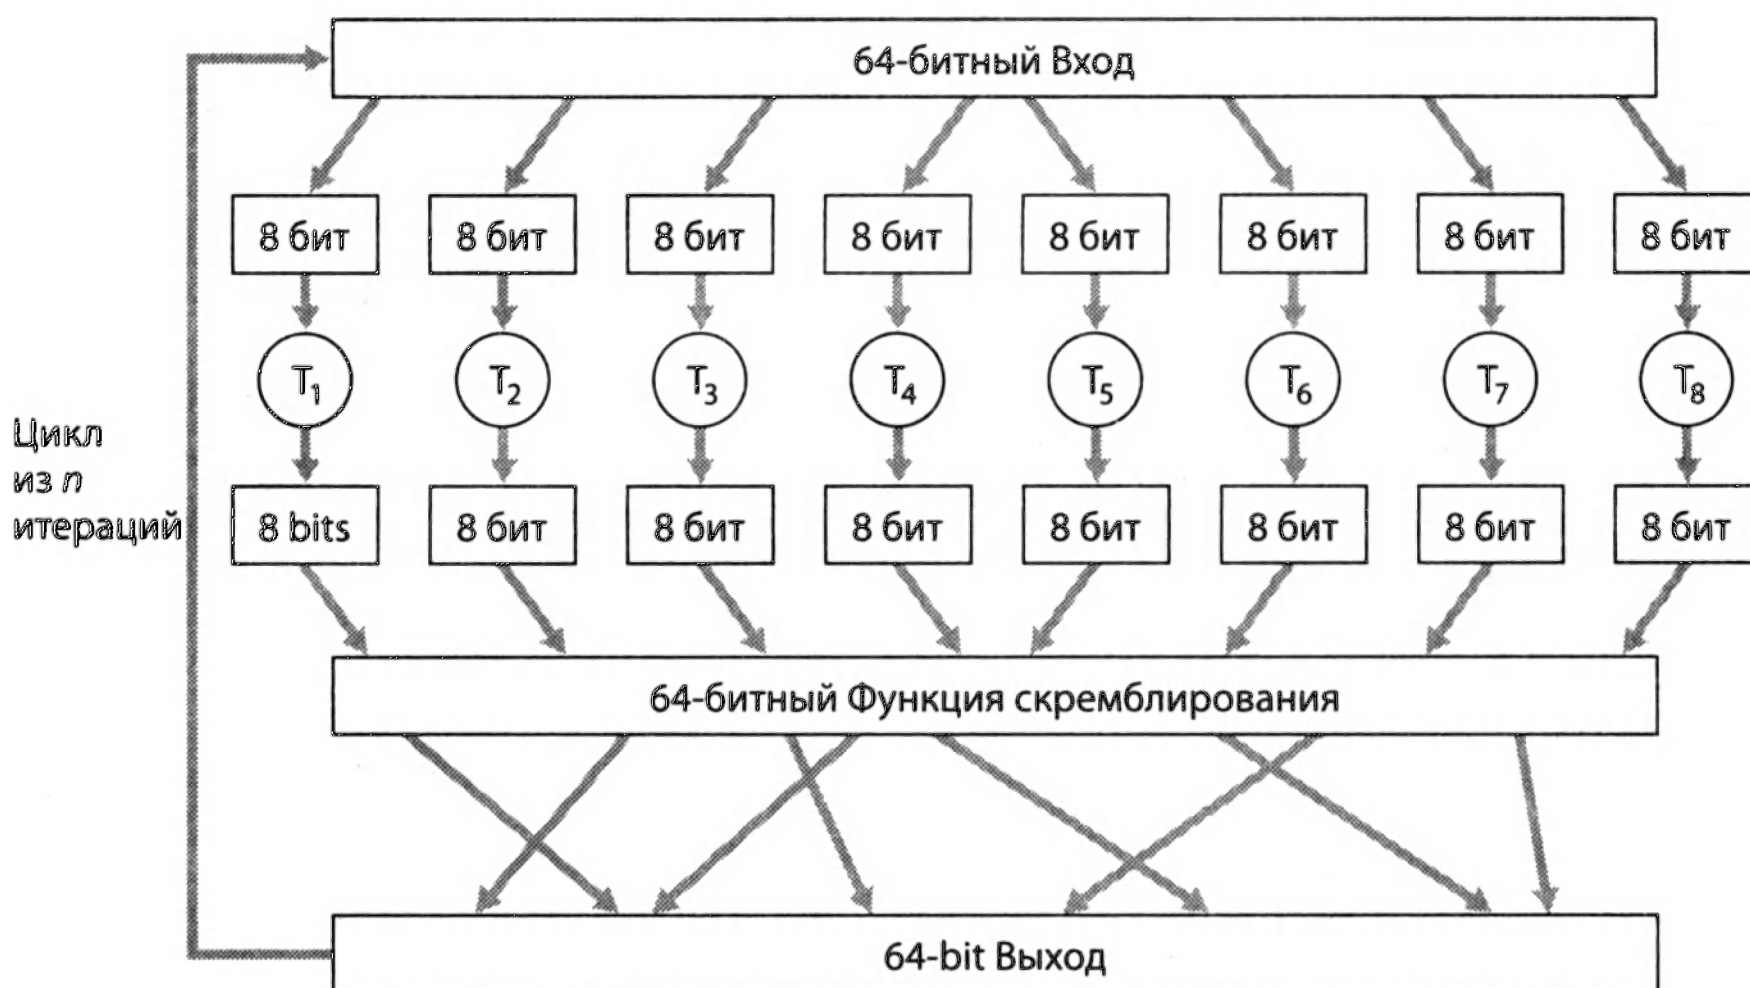 64-битный Вход
8 бит 8 бит 8 бит 8 бит 8 бит 8 бит 8 бит 8 бит
T1 T2 T3 T4 T5 T6 T7 T8
Цикл
из n
итераций
8 bits 8 бит 8 бит 8 бит 8 бит 8 бит 8 бит 8 бит
64-битный Функция скремблирования
64-bit Выход